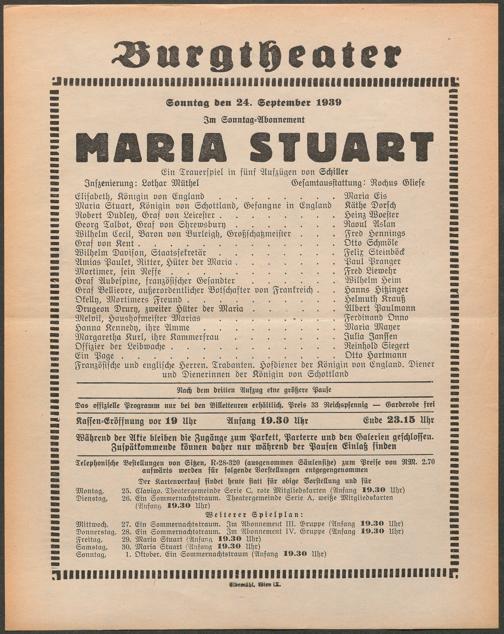 Burgtheater
Sonntag den 24. September 1939
Im Sonntag-Abonnement
MARIA STUART
Ein Trauerspiel in fünf Aufzügen von Schiller
Inszenierung: Lothar Müthel Gesamtausstattung: Rochus Gliese
Elisabeth, Königin von England . . . . . . . Maria Eis
Maria Stuart, Königin von Schottland, Gefangne in England Käthe Dorsch
Robert Dudley, Graf von Leicester . . . . . . . Heinz Woester
Georg Talbot, Graf von Shrewsbury . . . . . . . Raoul Aslan
Wilhelm Cecil, Baron von Burleigh, Großschatzmeister . . Fred Hennings
Graf von Kent . . . . . . . Otto Schmöle
Wilhelm Davison, Staatssekretär . . . . . . . Felix Steinböck
Amias Paulet, Ritter, Hüter der Maria . . . . . . . Paul Pranger
Mortimer, sein Neffe . . . . . . . Fred Liewehr
Graf Aubespine, französischer Gesandter . . . . . . . Wilhelm Heim
Graf Bellievre, außerordentlicher Botschafter von Frankreich . . Hanns Hitzinger
Okelly, Mortimers Freund . . . . . . . Helmuth Krauß
Drugeon Drury, zweiter Hüter der Maria . . . . . . . Albert Paulmann
Melvil, Haushofmeister Marias . . . . . . . Ferdinand Onno
Hanna Kennedy, ihre Amme . . . . . . . Maria Mayer
Margaretha Kurl, ihre Kammerfrau . . . . . . . Julia Janssen
Offizier der Leibwache . . . . . . . Reinhold Siegert
Ein Page . . . . . . . Otto Hartmann
Französische und englische Herren. Trabanten. Hofdiener der Königin von England. Diener
und Dienerinnen der Königin von Schottland
Nach dem dritten Aufzug eine größere Pause
Das offizielle Programm nur bei den Billetteuren erhältlich. Preis 33 Reichspfennig — Garderobe frei
Kassen-Eröffnung vor 19 Uhr Anfang 19.30 Uhr Ende 23.15 Uhr
Während der Akte bleiben die Zugänge zum Parkett, Parterre und den Galerien geschlossen.
Zuspätkommende können daher nur während der Pausen Einlaß finden
Telephonische Bestellungen von Sitzen, R-28-320 (ausgenommen Säulensitze) zum Preise von RM. 2.70
aufwärts werden für folgende Vorstellungen entgegengenommen
Der Kartenverkauf findet heute statt für obige Vorstellung und für
Montag, 25. Clavigo. Theatergemeinde Serie C, rote Mitgliedskarten (Anfang 19.30 Uhr)
Dienstag, 26. Ein Sommernachtstraum. Theatergemeinde Serie A, weiße Mitgliedskarten
(Anfang 19.30 Uhr)
Weiterer Spielplan:
Mittwoch, 27. Ein Sommernachtstraum. Im Abonnement III. Gruppe (Anfang 19.30 Uhr)
Donnerstag, 28. Ein Sommernachtstraum. Im Abonnement IV. Gruppe (Anfang 19.30 Uhr)
Freitag, 29. Maria Stuart (Anfang 19.30 Uhr)
Samstag, 30. Maria Stuart (Anfang 19.30 Uhr)
Sonntag, 1. Oktober. Ein Sommernachtstraum (Anfang 19.30 Uhr)
Elbemühl, Wien IX.